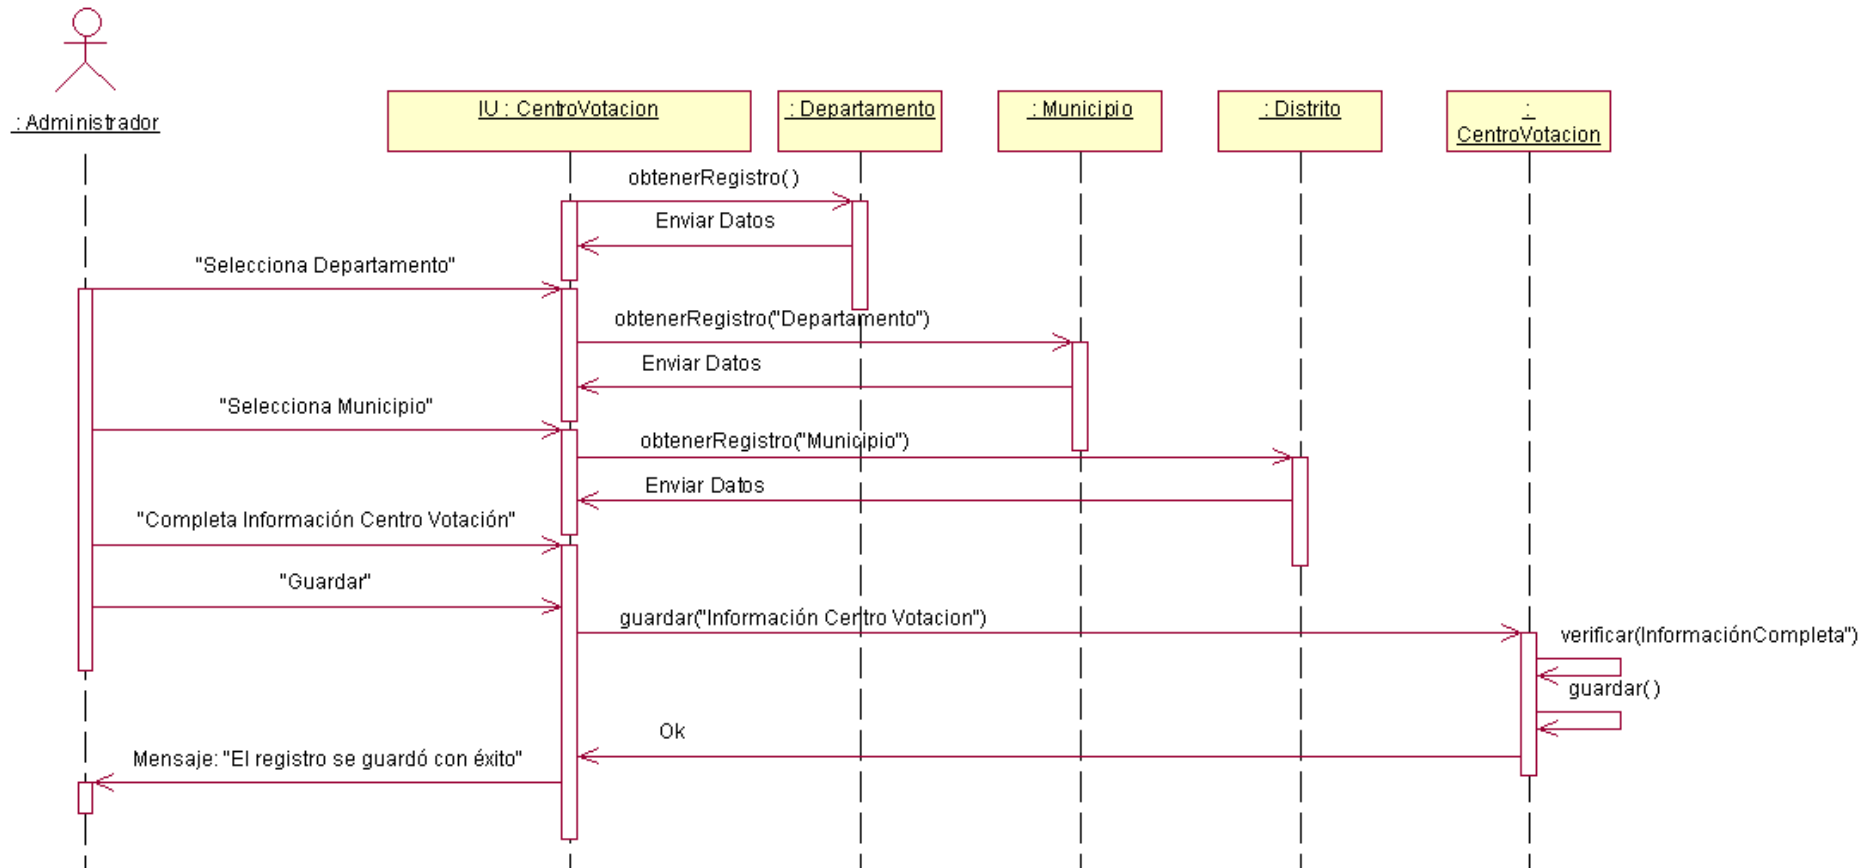 : Administrador
IU : CentroVotacion
: Departamento
: Municipio
: Distrito
:
CentroVotacion
obtenerRegistro( )
Enviar Datos
"Selecciona Departamento"
obtenerRegistro("Departamento")
Enviar Datos
"Selecciona Municipio"
obtenerRegistro("Municipio")
Enviar Datos
"Completa Información Centro Votación"
"Guardar"
guardar("Información Centro Votacion")
verificar(InformaciónCompleta")
guardar( )
Ok
Mensaje: "El registro se guardó con éxito"